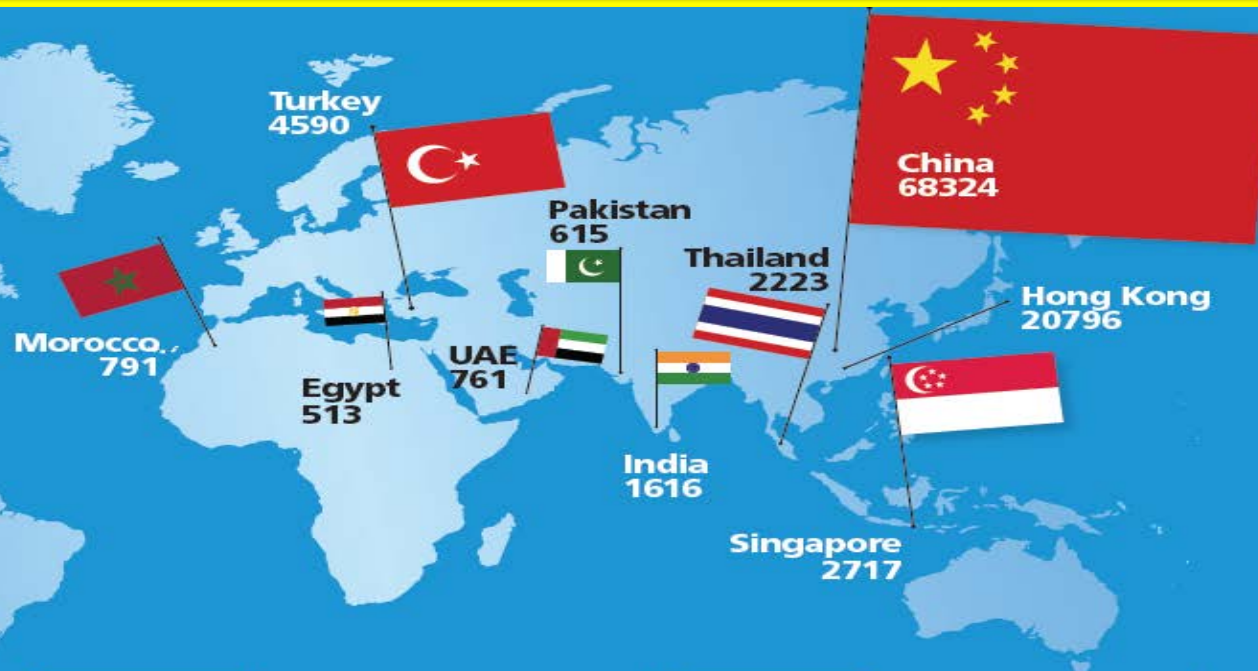 Turkey
4590
China
68324
Pakistan
615
Thailand
2223
Hong Kong
20796
Morocco
791
UAE
761
Egypt
513
India
1616
Singapore
2717